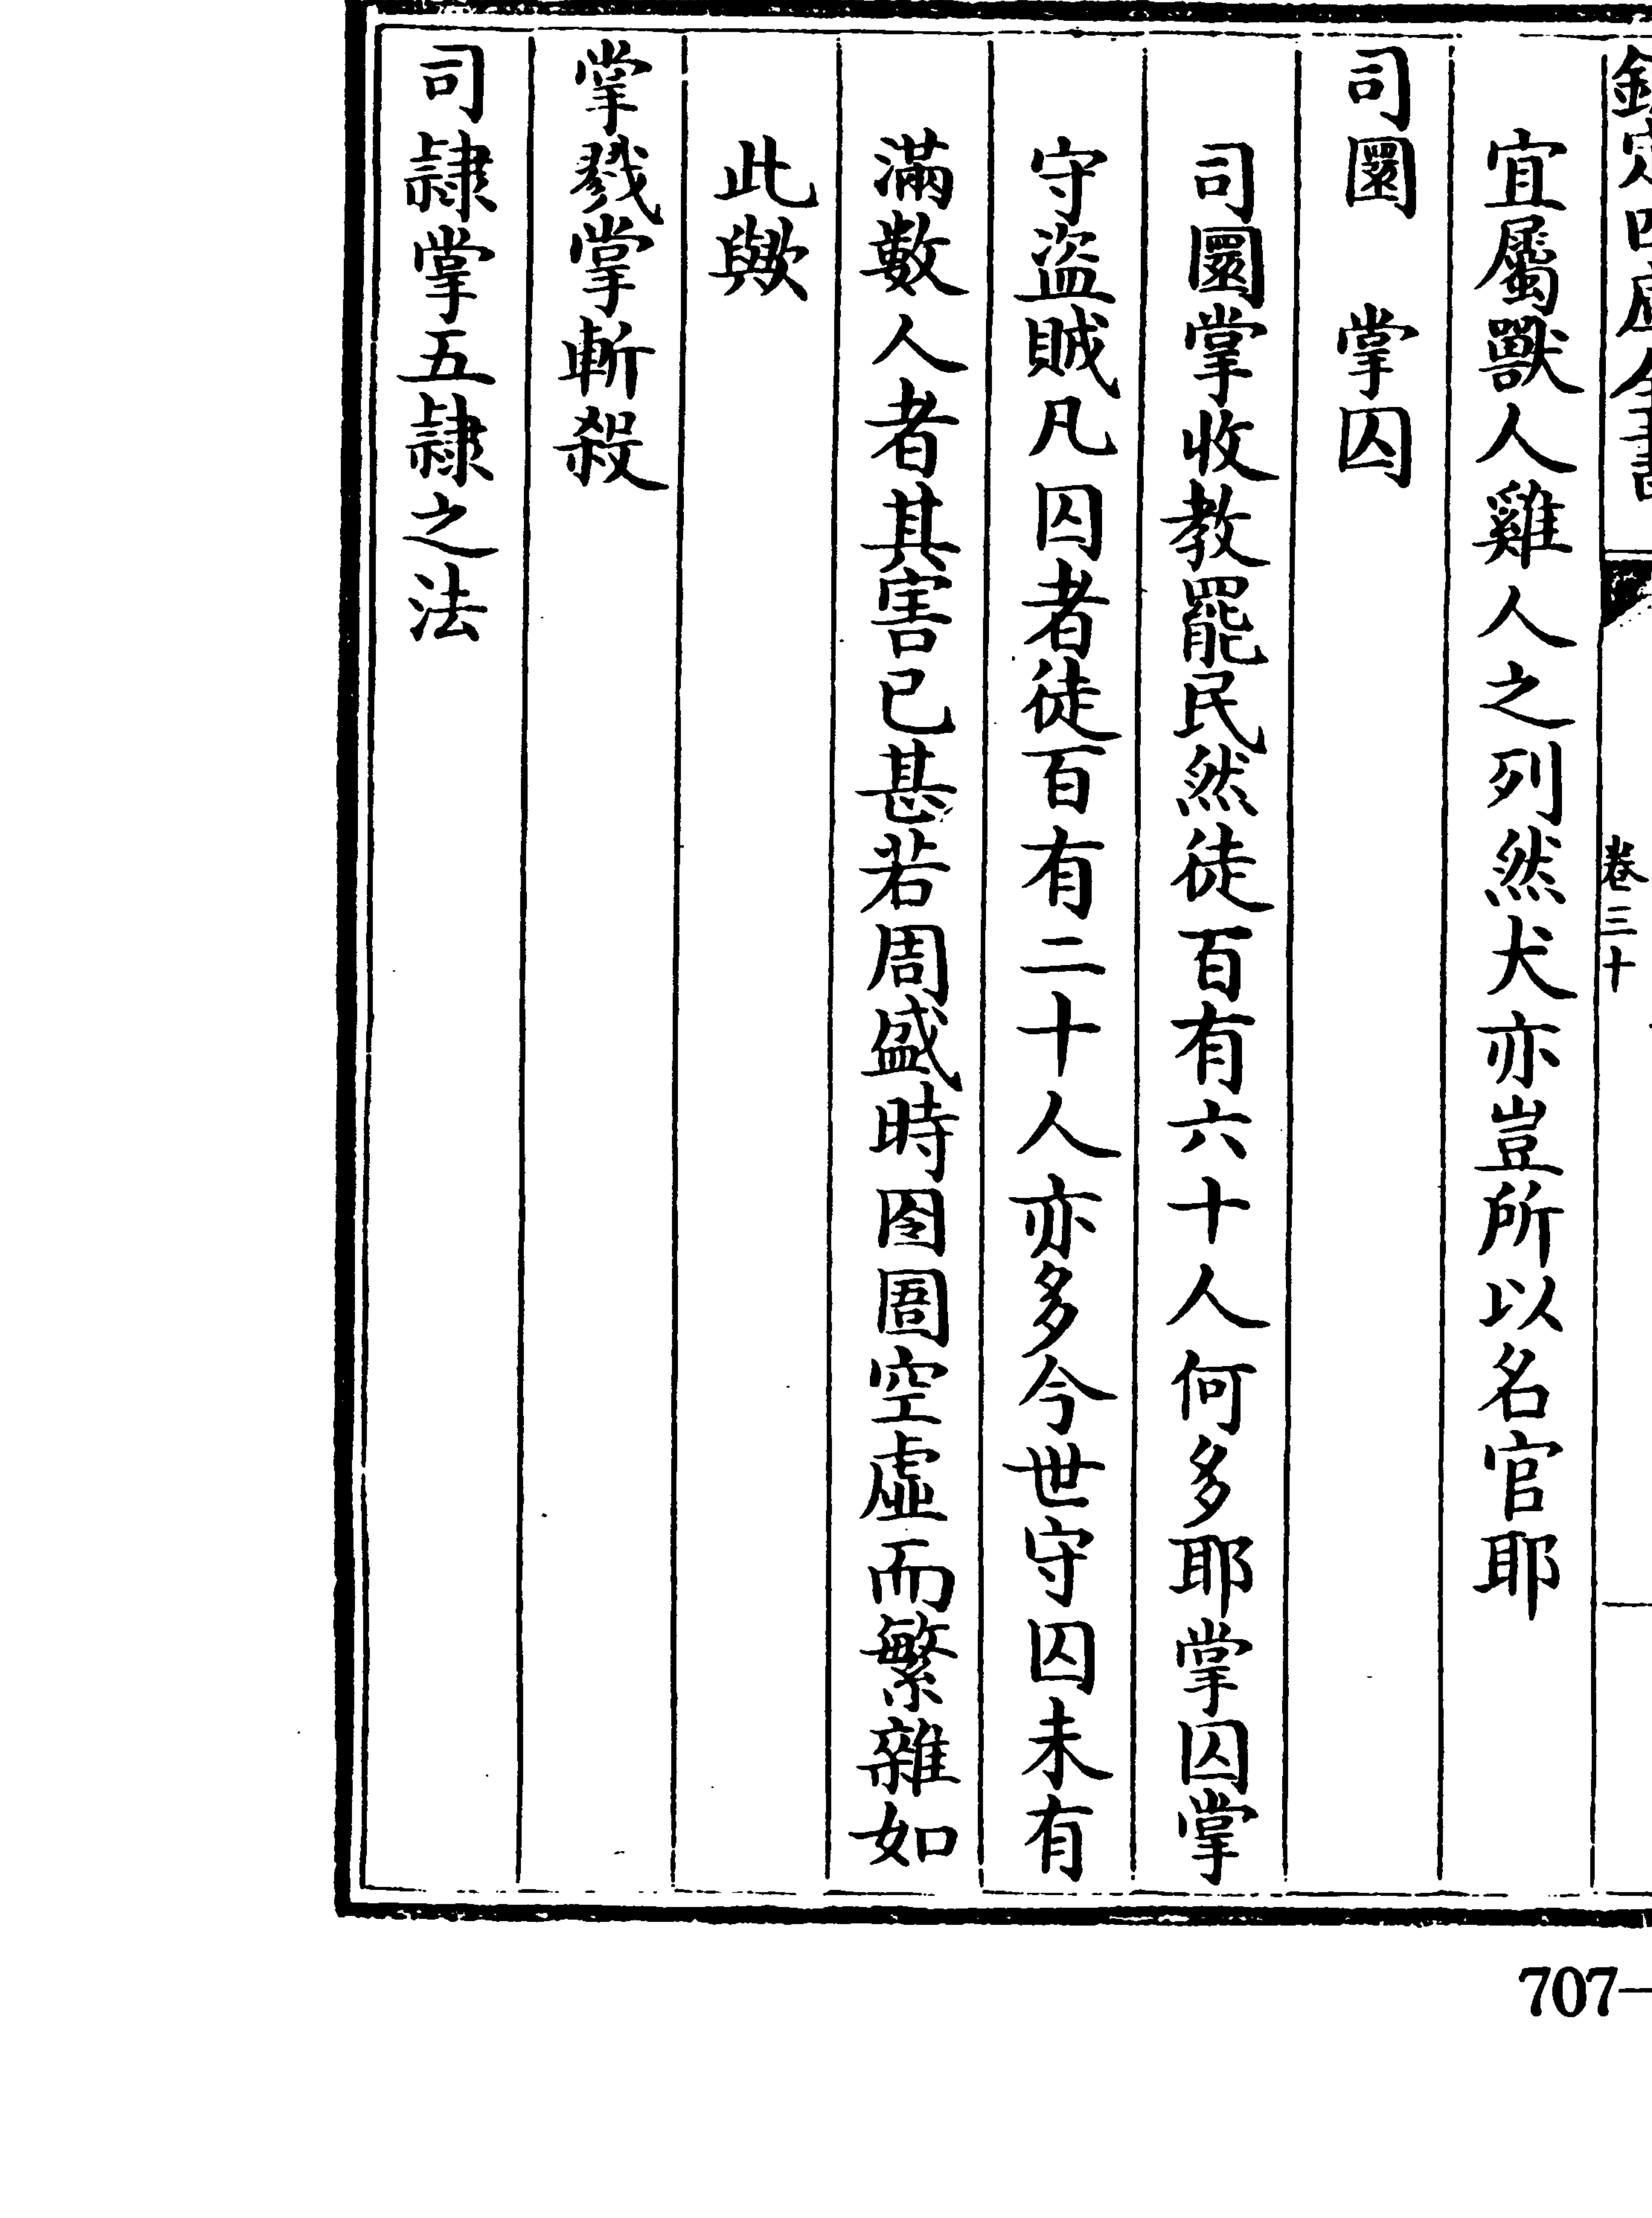 欽定四庫全書
卷三十
宜屬獸人雞人之列然犬亦豈所以名官耶
司圜　掌囚
司圜掌收教罷民然徒百有六十人何多耶掌囚掌
守盜賊凡囚者徒百有二十人亦多今世守囚未有
滿數人者其害已甚若周盛時囹圄空虛而繁雜如
此歟
掌戮掌斬殺
司隷掌五隷之法
707—